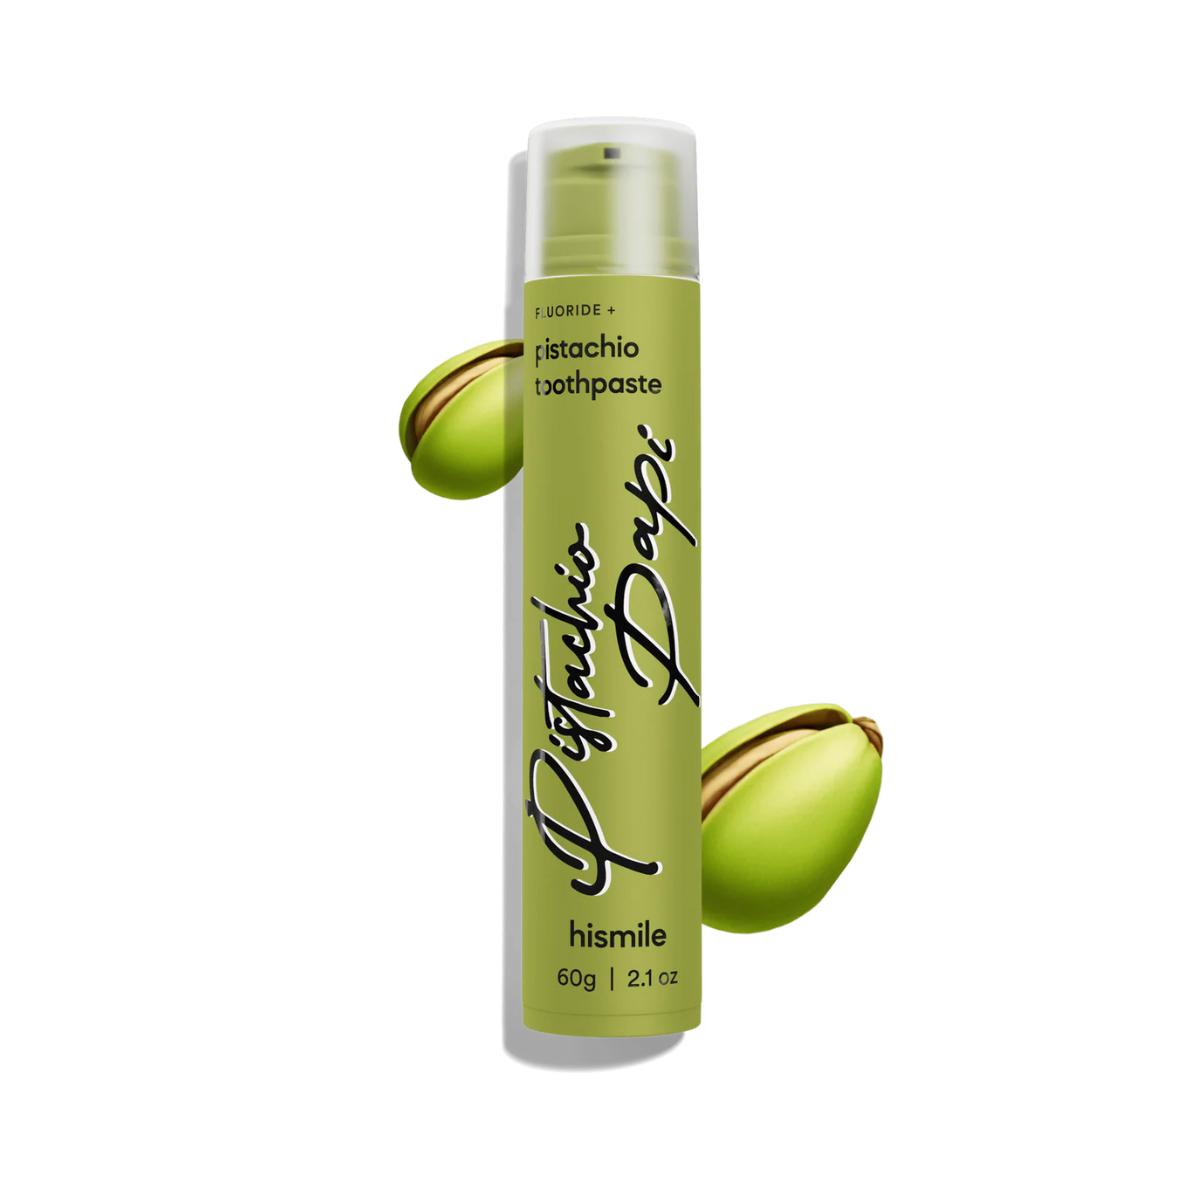 FLUORIDE +
pistachio
toothpaste
Pistachio
Papi
hismile
60g | 2.1 oz